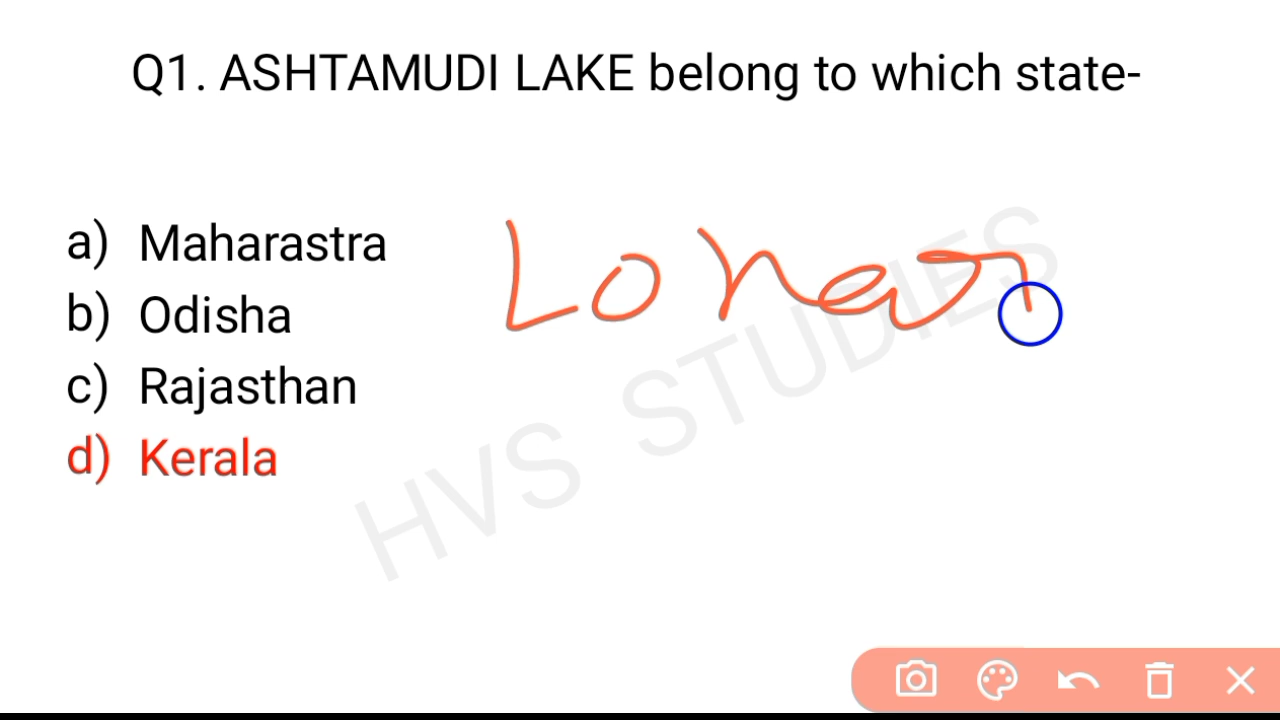 Q1. ASHTAMUDI LAKE belong to which state-
a) Maharastra
Lonar
b) Odisha
c) Rajasthan
d) Kerala
HVS STUDIES